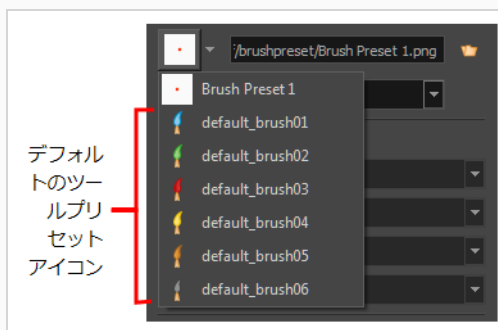 /brushpreset/Brush Preset 1.png
Brush Preset 1
default_brush01
default_brush02
default_brush03
default_brush04
default_brush05
default_brush06
デフォル
トのツー
ルプリ
セット
アイコン